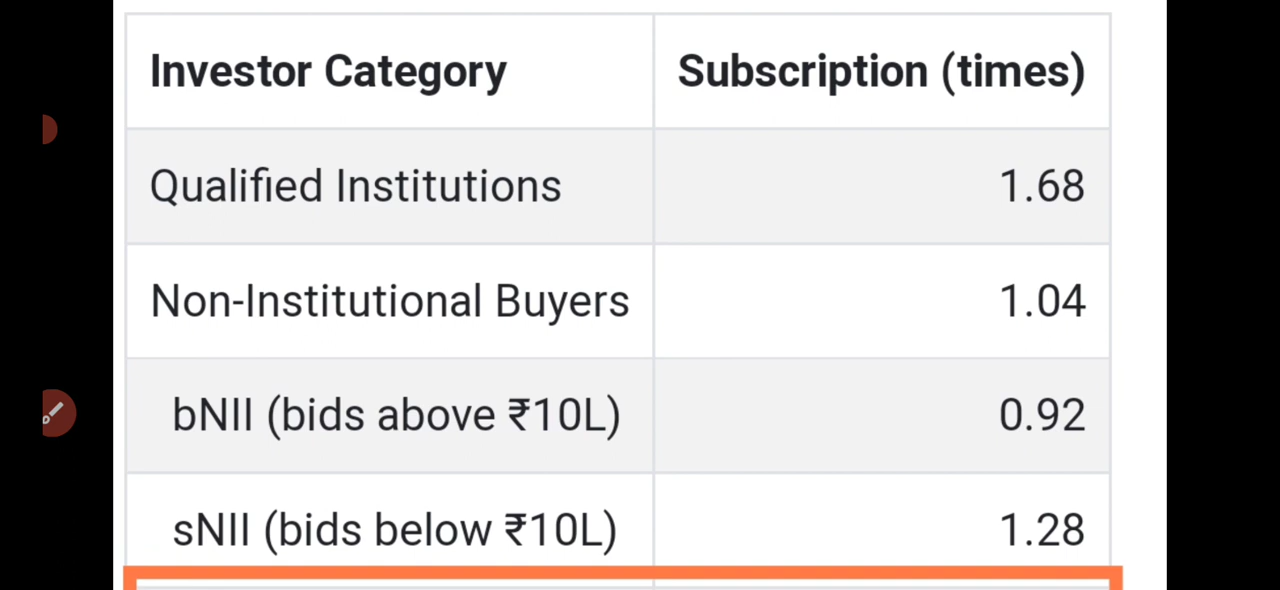 Investor Category Subscription (times)
Qualified Institutions 1.68
Non-Institutional Buyers 1.04
bNII (bids above ₹10L) 0.92
sNII (bids below ₹10L) 1.28